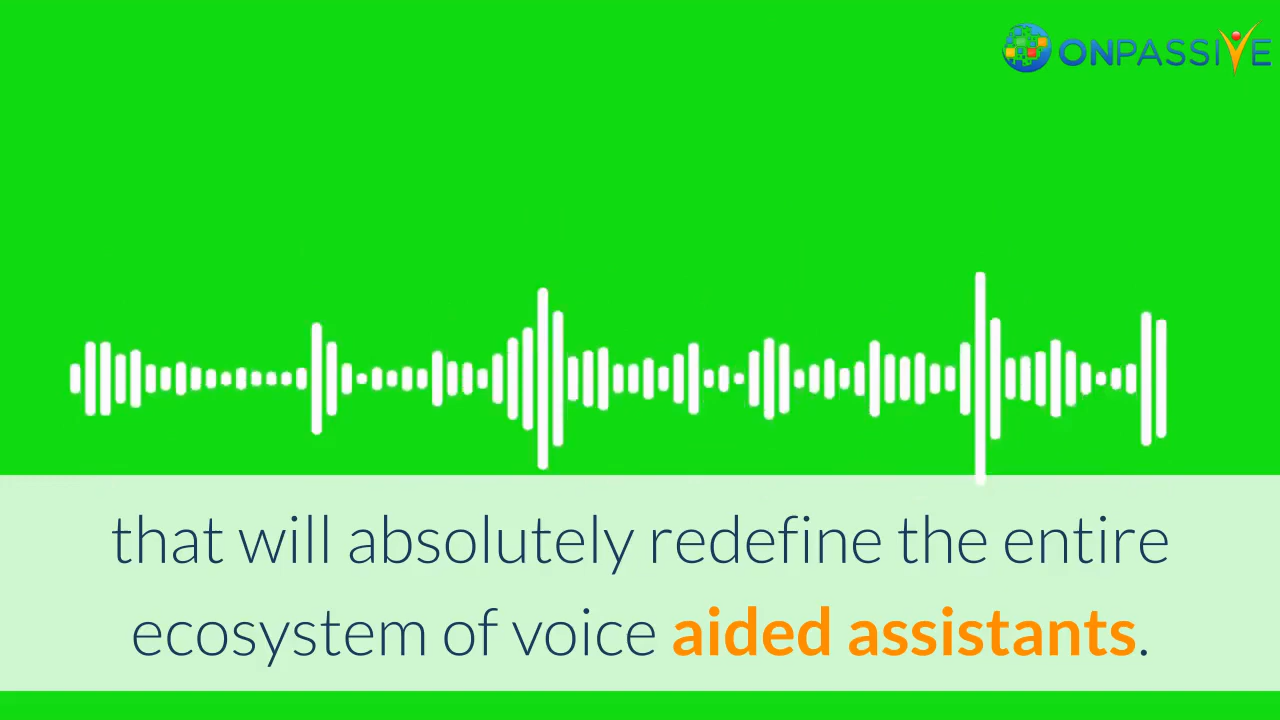 ONPASSIVE
that will absolutely redefine the entire
ecosystem of voice aided assistants.